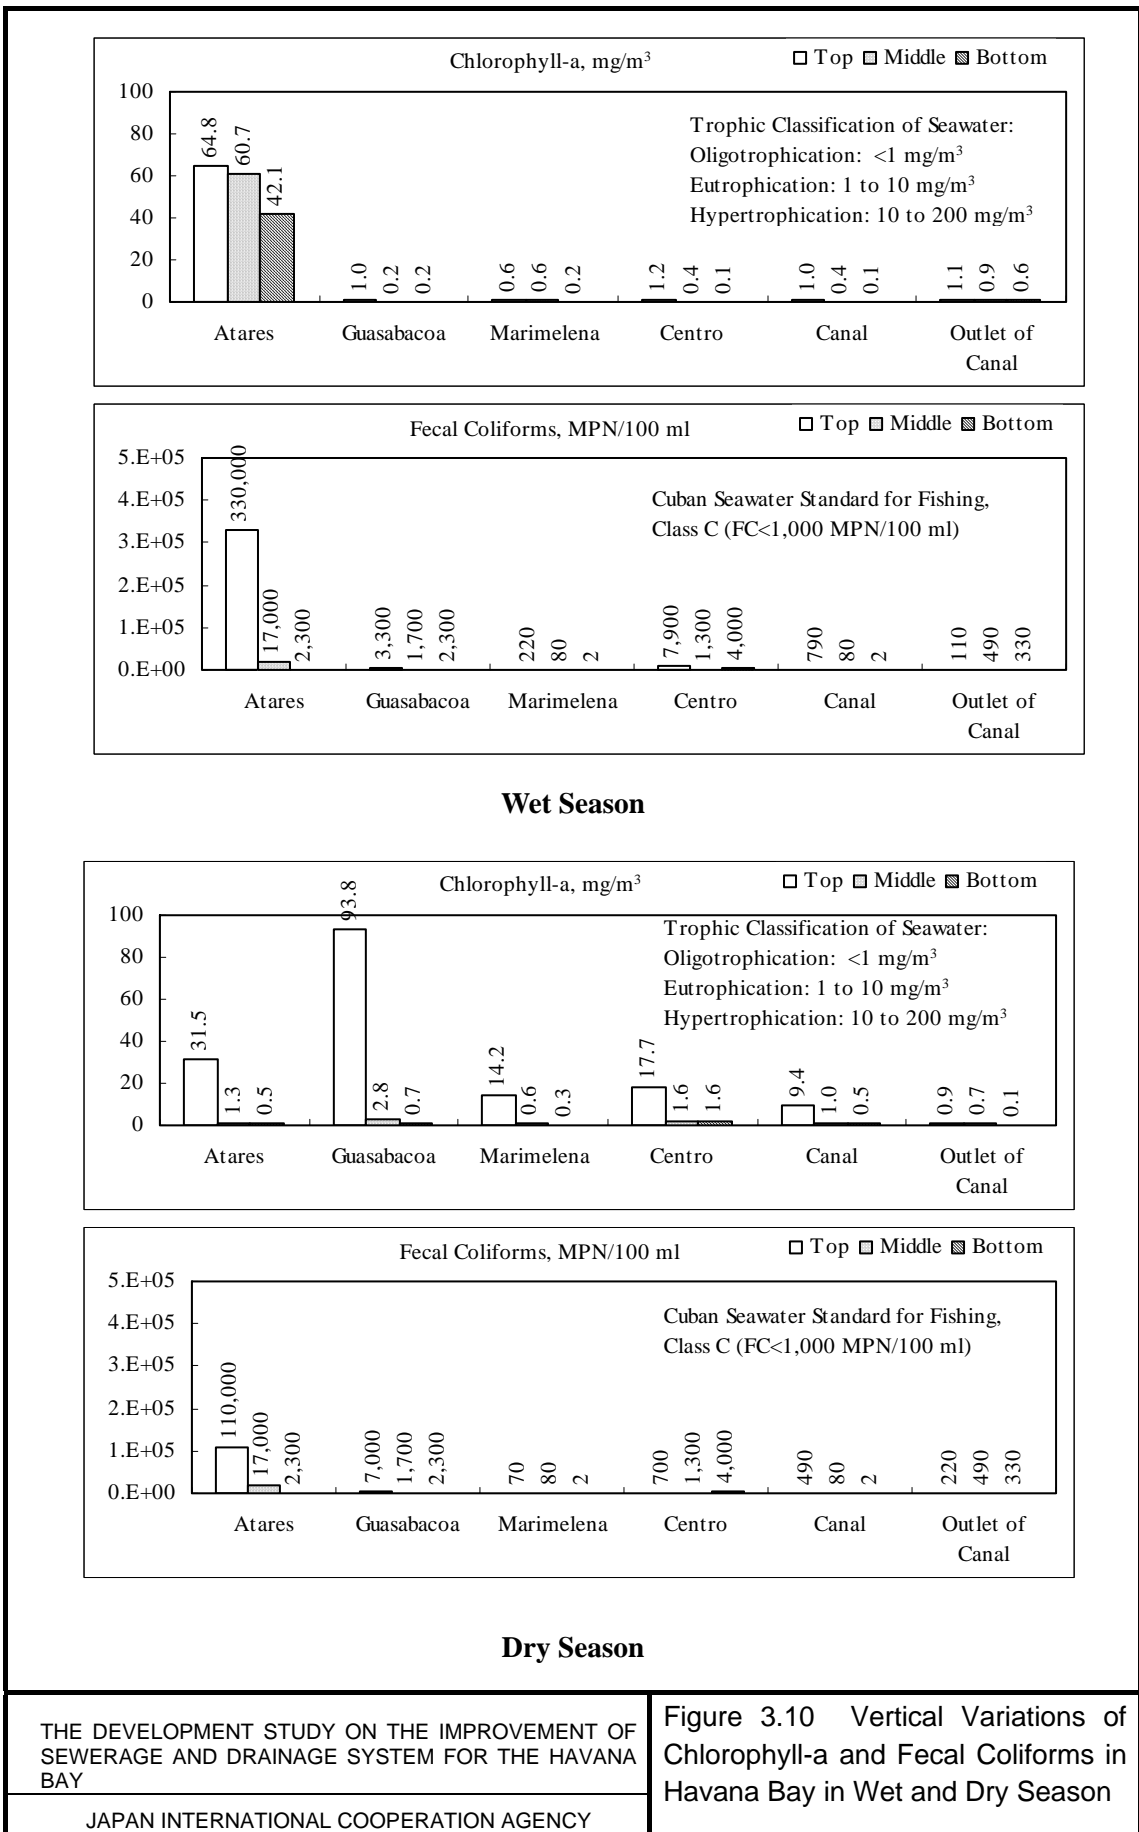 Chlorophyll-a, mg/m³
Top Middle Bottom
100
80
60
40
20
0
64.8 60.7 42.1
1.0 0.2 0.2
0.6 0.6 0.2
1.2 0.4 0.1
1.0 0.4 0.1
1.1 0.9 0.6
Trophic Classification of Seawater:
Oligotrophication: <1 mg/m³
Eutrophication: 1 to 10 mg/m³
Hypertrophication: 10 to 200 mg/m³
Atares Guasabacoa Marimelena Centro Canal Outlet of
Canal
Fecal Coliforms, MPN/100 ml
Top Middle Bottom
5.E+05
4.E+05
3.E+05
2.E+05
1.E+05
0.E+00
330,000 17,000 2,300
3,300 1,700 2,300
220 80 2
7,900 1,300 4,000
790 80 2
110 490 330
Cuban Seawater Standard for Fishing,
Class C (FC<1,000 MPN/100 ml)
Atares Guasabacoa Marimelena Centro Canal Outlet of
Canal
Wet Season
Chlorophyll-a, mg/m³
Top Middle Bottom
100
80
60
40
20
0
31.5 1.3 0.5
93.8 2.8 0.7
14.2 0.6 0.3
17.7 1.6 1.6
9.4 1.0 0.5
0.9 0.7 0.1
Trophic Classification of Seawater:
Oligotrophication: <1 mg/m³
Eutrophication: 1 to 10 mg/m³
Hypertrophication: 10 to 200 mg/m³
Atares Guasabacoa Marimelena Centro Canal Outlet of
Canal
Fecal Coliforms, MPN/100 ml
Top Middle Bottom
5.E+05
4.E+05
3.E+05
2.E+05
1.E+05
0.E+00
110,000 17,000 2,300
7,000 1,700 2,300
70 80 2
700 1,300 4,000
490 80 2
220 490 330
Cuban Seawater Standard for Fishing,
Class C (FC<1,000 MPN/100 ml)
Atares Guasabacoa Marimelena Centro Canal Outlet of
Canal
Dry Season
THE DEVELOPMENT STUDY ON THE IMPROVEMENT OF
SEWERAGE AND DRAINAGE SYSTEM FOR THE HAVANA
BAY
JAPAN INTERNATIONAL COOPERATION AGENCY
Figure 3.10 Vertical Variations of
Chlorophyll-a and Fecal Coliforms in
Havana Bay in Wet and Dry Season